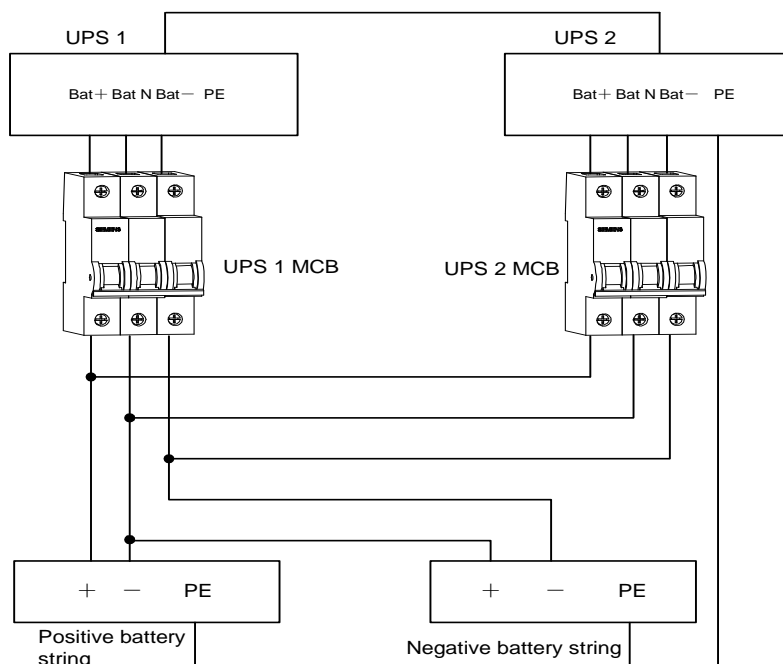 UPS 1
UPS 2
Bat+ Bat N Bat− PE
Bat+ Bat N Bat− PE
UPS 1 MCB
UPS 2 MCB
+ − PE
+ − PE
Positive battery
string
Negative battery string